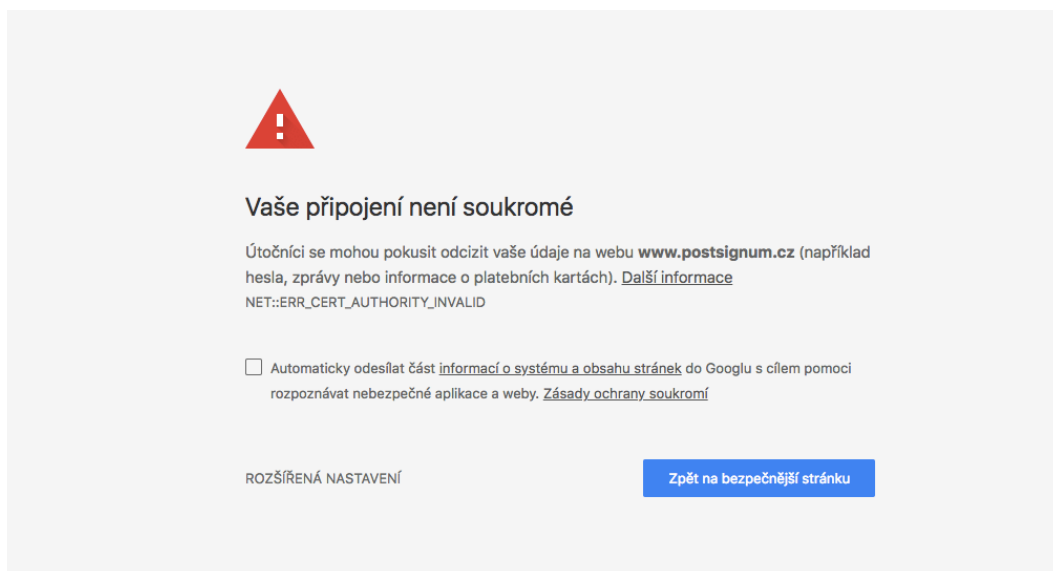 Vaše připojení není soukromé
Útočníci se mohou pokusit odcizit vaše údaje na webu www.postsignum.cz (například
hesla, zprávy nebo informace o platebních kartách). Další informace
NET::ERR_CERT_AUTHORITY_INVALID
Automaticky odesílat část informací o systému a obsahu stránek do Googlu s cílem pomoci
rozpoznávat nebezpečné aplikace a weby. Zásady ochrany soukromí
ROZŠÍŘENÁ NASTAVENÍ
Zpět na bezpečnější stránku